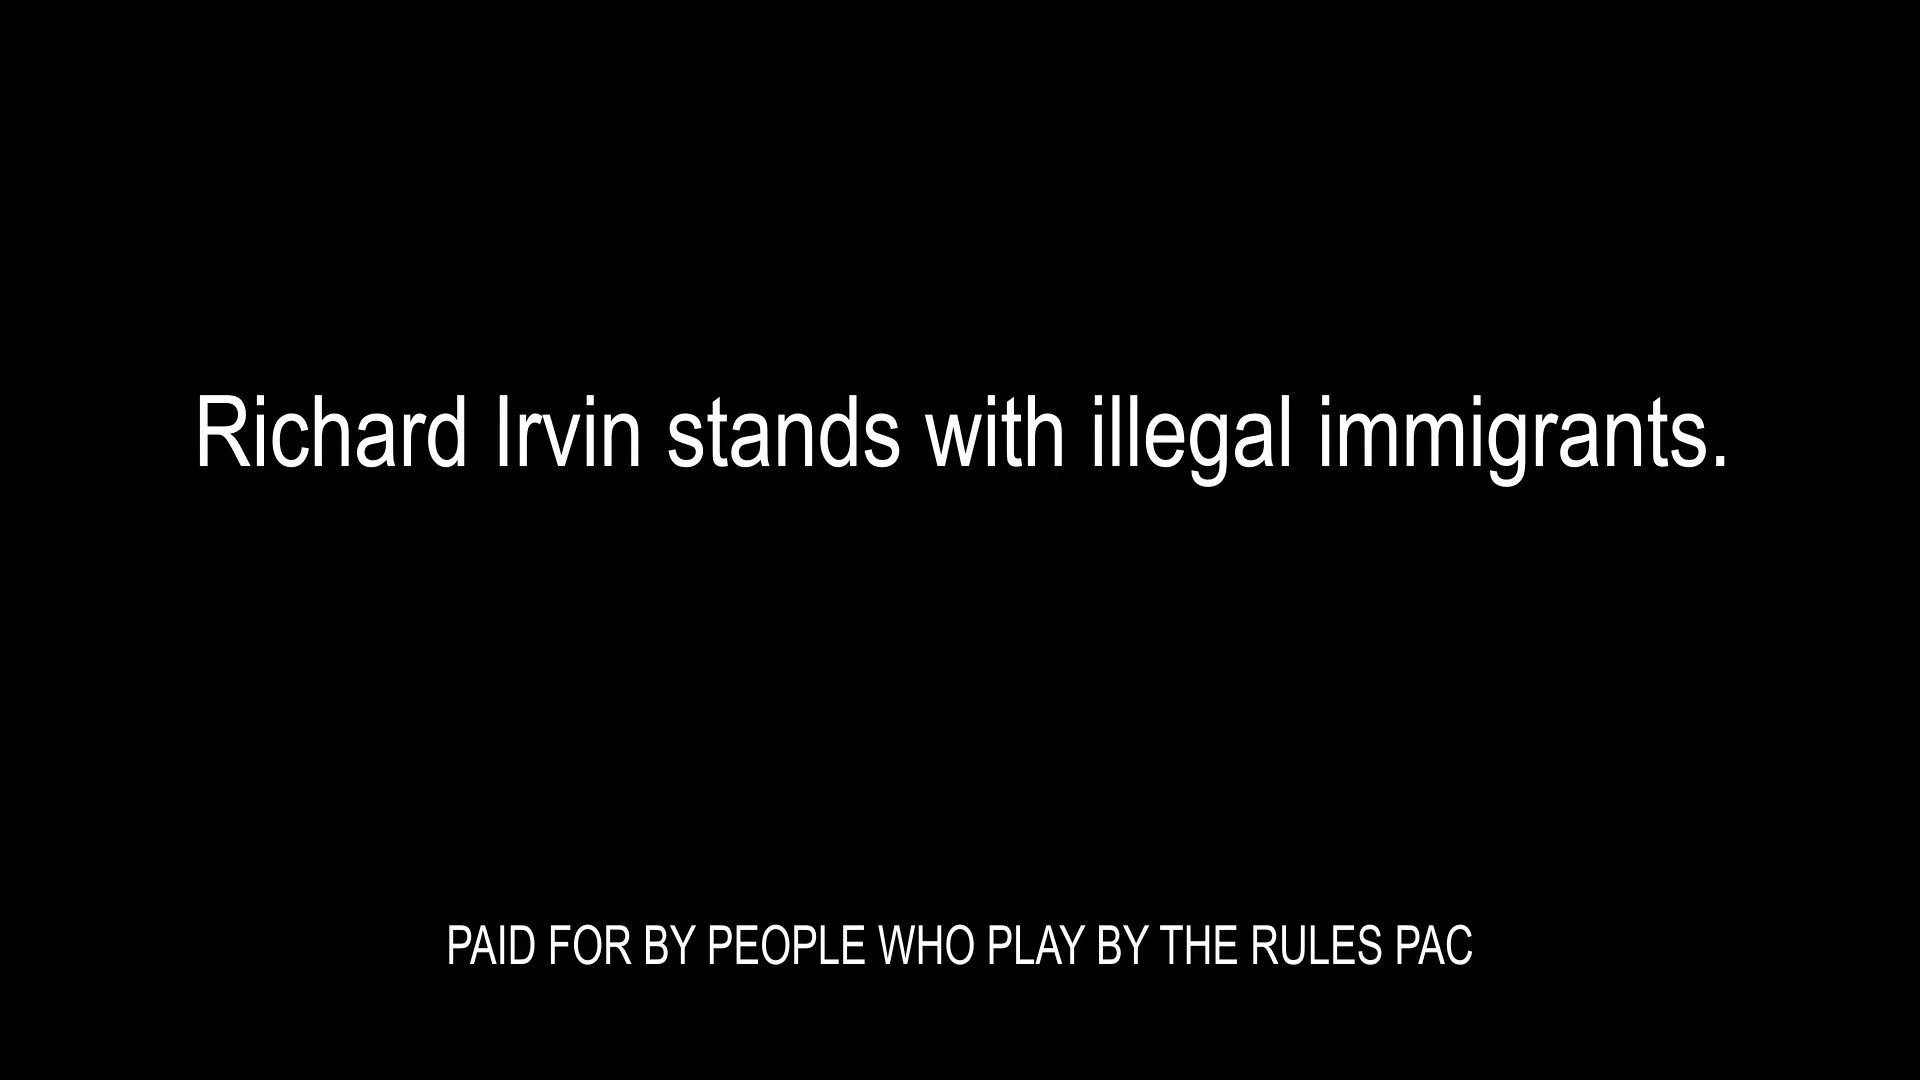 Richard Irvin stands with illegal immigrants.
PAID FOR BY PEOPLE WHO PLAY BY THE RULES PAC